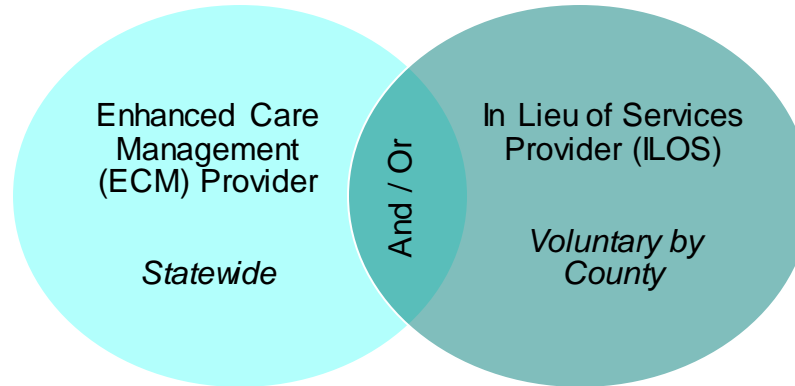 Enhanced Care
Management
(ECM) Provider
Statewide
And / Or
In Lieu of Services
Provider (ILOS)
Voluntary by
County